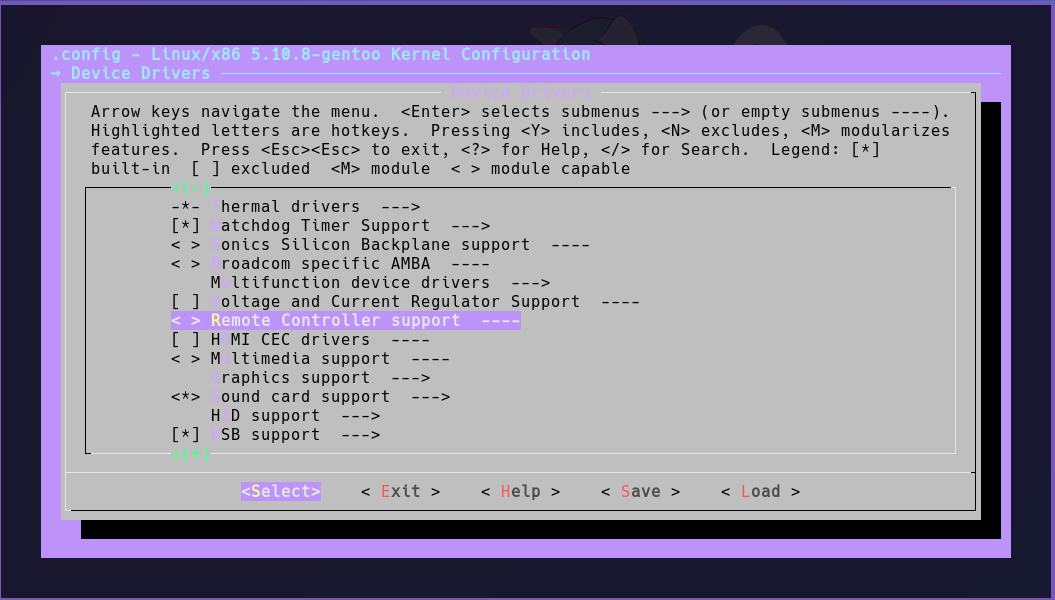 .config - Linux/x86 5.10.8-gentoo Kernel Configuration
→ Device Drivers
Device Drivers
Arrow keys navigate the menu.  <Enter> selects submenus ---> (or empty submenus ----).
Highlighted letters are hotkeys.  Pressing <Y> includes, <N> excludes, <M> modularizes
features.  Press <Esc><Esc> to exit, <?> for Help, </> for Search.  Legend: [*]
built-in  [ ] excluded  <M> module  < > module capable
↑(-)
-*- Thermal drivers  --->
[*] Watchdog Timer Support  --->
< > Sonics Silicon Backplane support  ----
< > Broadcom specific AMBA  ----
Multifunction device drivers  --->
[ ] Voltage and Current Regulator Support  ----
< > Remote Controller support  ----
[ ] HDMI CEC drivers  ----
< > Multimedia support  ----
Graphics support  --->
<*> Sound card support  --->
HID support  --->
[*] USB support  --->
↓(+)
<Select>    < Exit >    < Help >    < Save >    < Load >